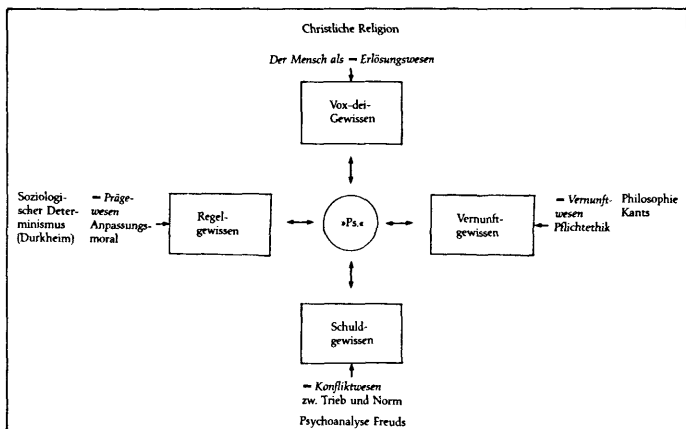 Christliche Religion
Der Mensch als – Erlösungswesen
Vox-dei-
Gewissen
Soziologi-
scher Deter-
minismus
(Durkheim)
– Präge-
wesen
Anpassungs-
moral
Regel-
gewissen
»Ps.«
Vernunft-
gewissen
– Vernunft-
wesen
Pflichtethik
Philosophie
Kants
Schuld-
gewissen
– Konfliktwesen
zw. Trieb und Norm
Psychoanalyse Freuds